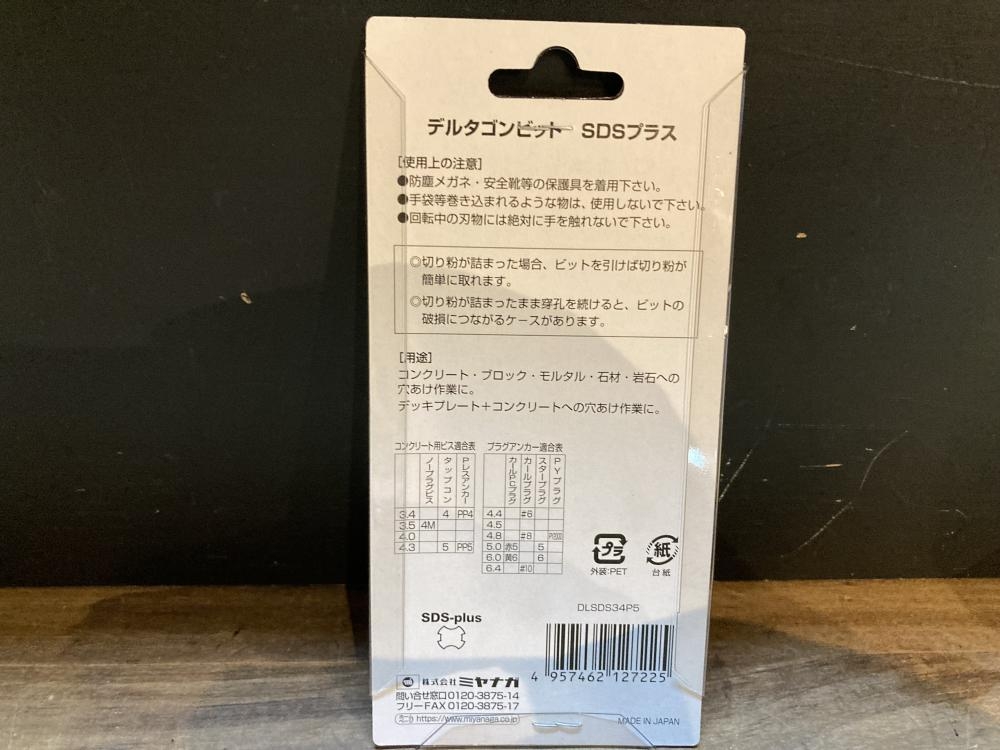 デルタゴンビット SDSプラス
[使用上の注意]
●防塵メガネ・安全靴等の保護具を着用下さい。
●手袋等巻き込まれるような物は、使用しないで下さい。
●回転中の刃物には絶対に手を触れないで下さい。
◎切り粉が詰まった場合、ビットを引けば切り粉が
簡単に取れます。
◎切り粉が詰まったまま穿孔を続けると、ビットの
破損につながるケースがあります。
[用途]
コンクリート・ブロック・モルタル・石材・岩石への
穴あけ作業に。
デッキプレート+コンクリートへの穴あけ作業に。
コンクリート用ビス適合表
ノープラグビス タップコン Pレスアンカー
3.4 4 PP4
3.5 4M
4.0
4.3 5 PP5
プラグアンカー適合表
カールPCプラグ カールプラグ スタープラグ PYプラグ
4.4 #6
4.5
4.8 #8
5.0 赤5 5
6.0 黄6 6
6.4 #10
プラ
外装:PET
紙
台紙
SDS-plus
DLSDS34P5
4 957462 127225
株式会社ミヤナガ
問い合せ窓口0120-3875-14
フリーFAX 0120-3875-17
https://www.miyanaga.co.jp
MADE IN JAPAN